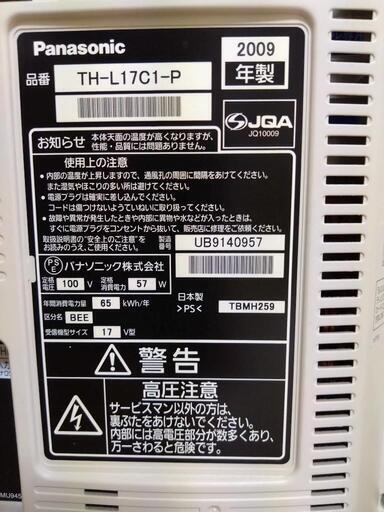 Panasonic
2009
年製
品番 TH-L17C1-P
SJQA
JQ10009
お知らせ 本体天面の温度が高くなりますが、
性能・品質には問題ありません。
使用上の注意
・内部の温度が上昇しますので、通風孔の周囲に間隔をあけてください。
また湿気やほこりの多い所は避けてください。
・電源プラグは確実に差し込んでください。
コードは傷つけないようていねいに取り扱ってください。
・故障や異常が発生したときや内部に異物や水などが入ったときは、
すぐに電源プラグをコンセントから抜いて、販売店に修理をご依頼ください。
取扱説明書の"安全上のご注意"を
お読みのうえ、ご使用ください。
製造番号 UB9140957
PSE パナソニック株式会社
定格電圧 100 V 定格消費電力 57 W
年間消費電力量 65 kWh/年
区分名 BEE
受信機型サイズ 17 V型
日本製
>PS<
TBMH259
警告
高圧注意
サービスマン以外の方は、
裏ぶたをあけないでください。
内部には高電圧部分が数多くあり、
万一さわると危険です。
MU945